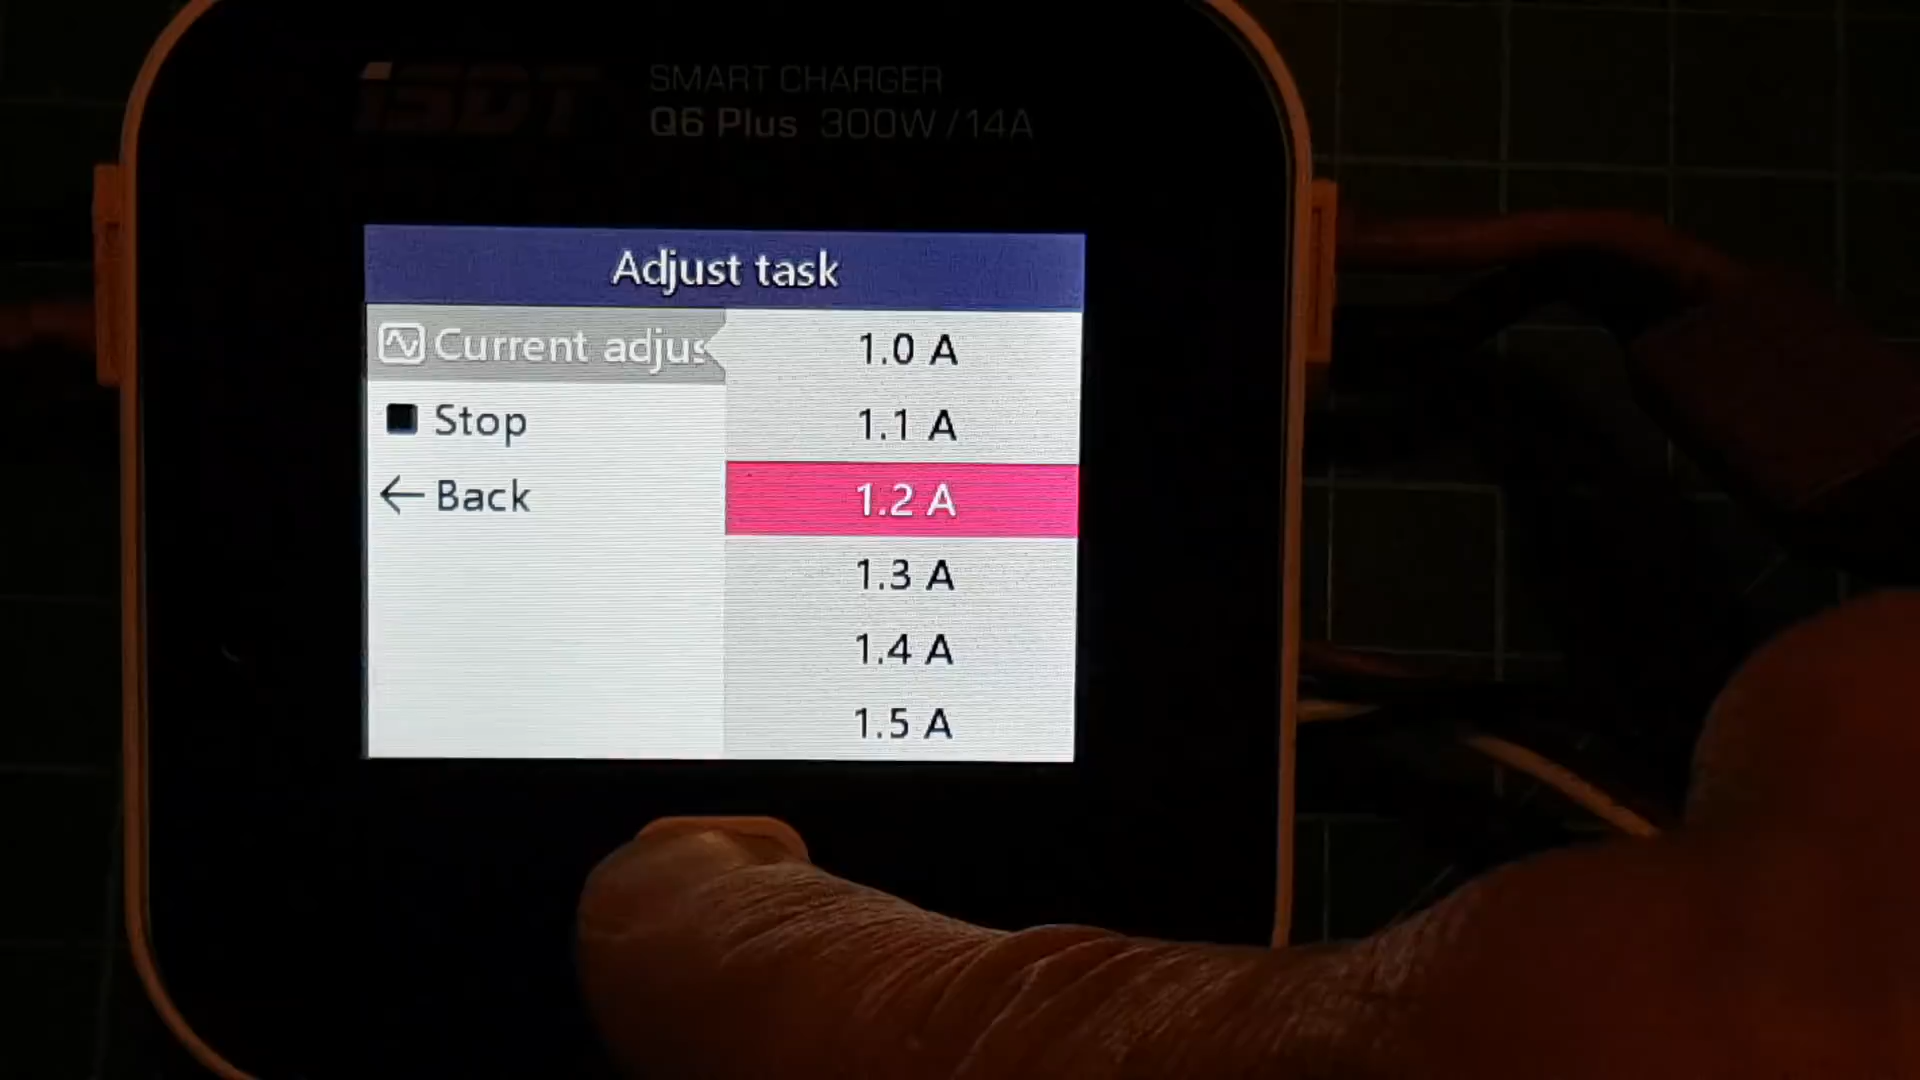 iSDT
SMART CHARGER
Q6 Plus 300W/14A
Adjust task
Current adjus
Stop
Back
1.0 A
1.1 A
1.2 A
1.3 A
1.4 A
1.5 A